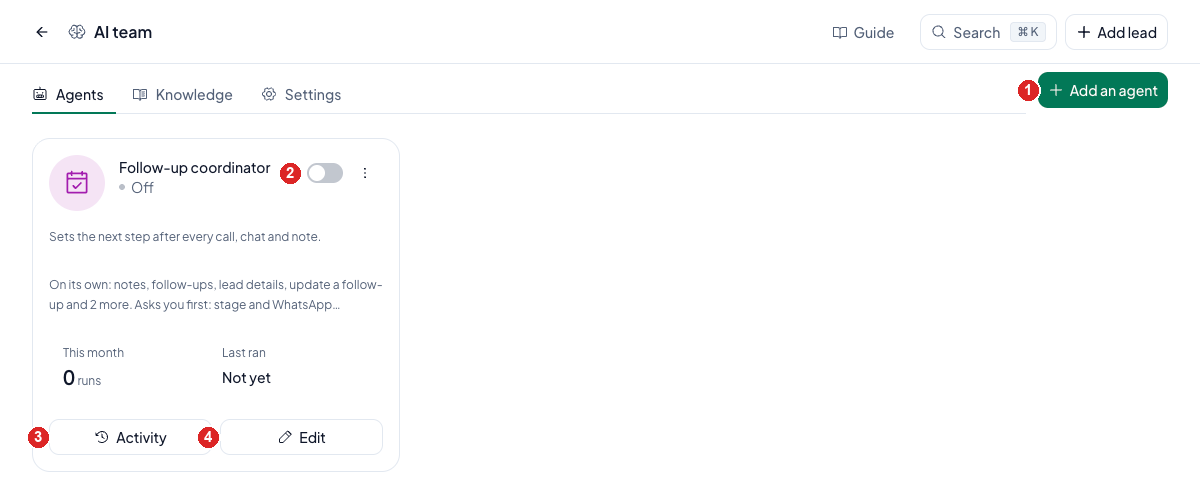 AI team
Guide
Search ⌘ K
+ Add lead
Agents
Knowledge
Settings
1
+ Add an agent
Follow-up coordinator
2
Off
Sets the next step after every call, chat and note.
On its own: notes, follow-ups, lead details, update a follow-
up and 2 more. Asks you first: stage and WhatsApp...
This month
Last ran
0 runs
Not yet
3
Activity
4
Edit